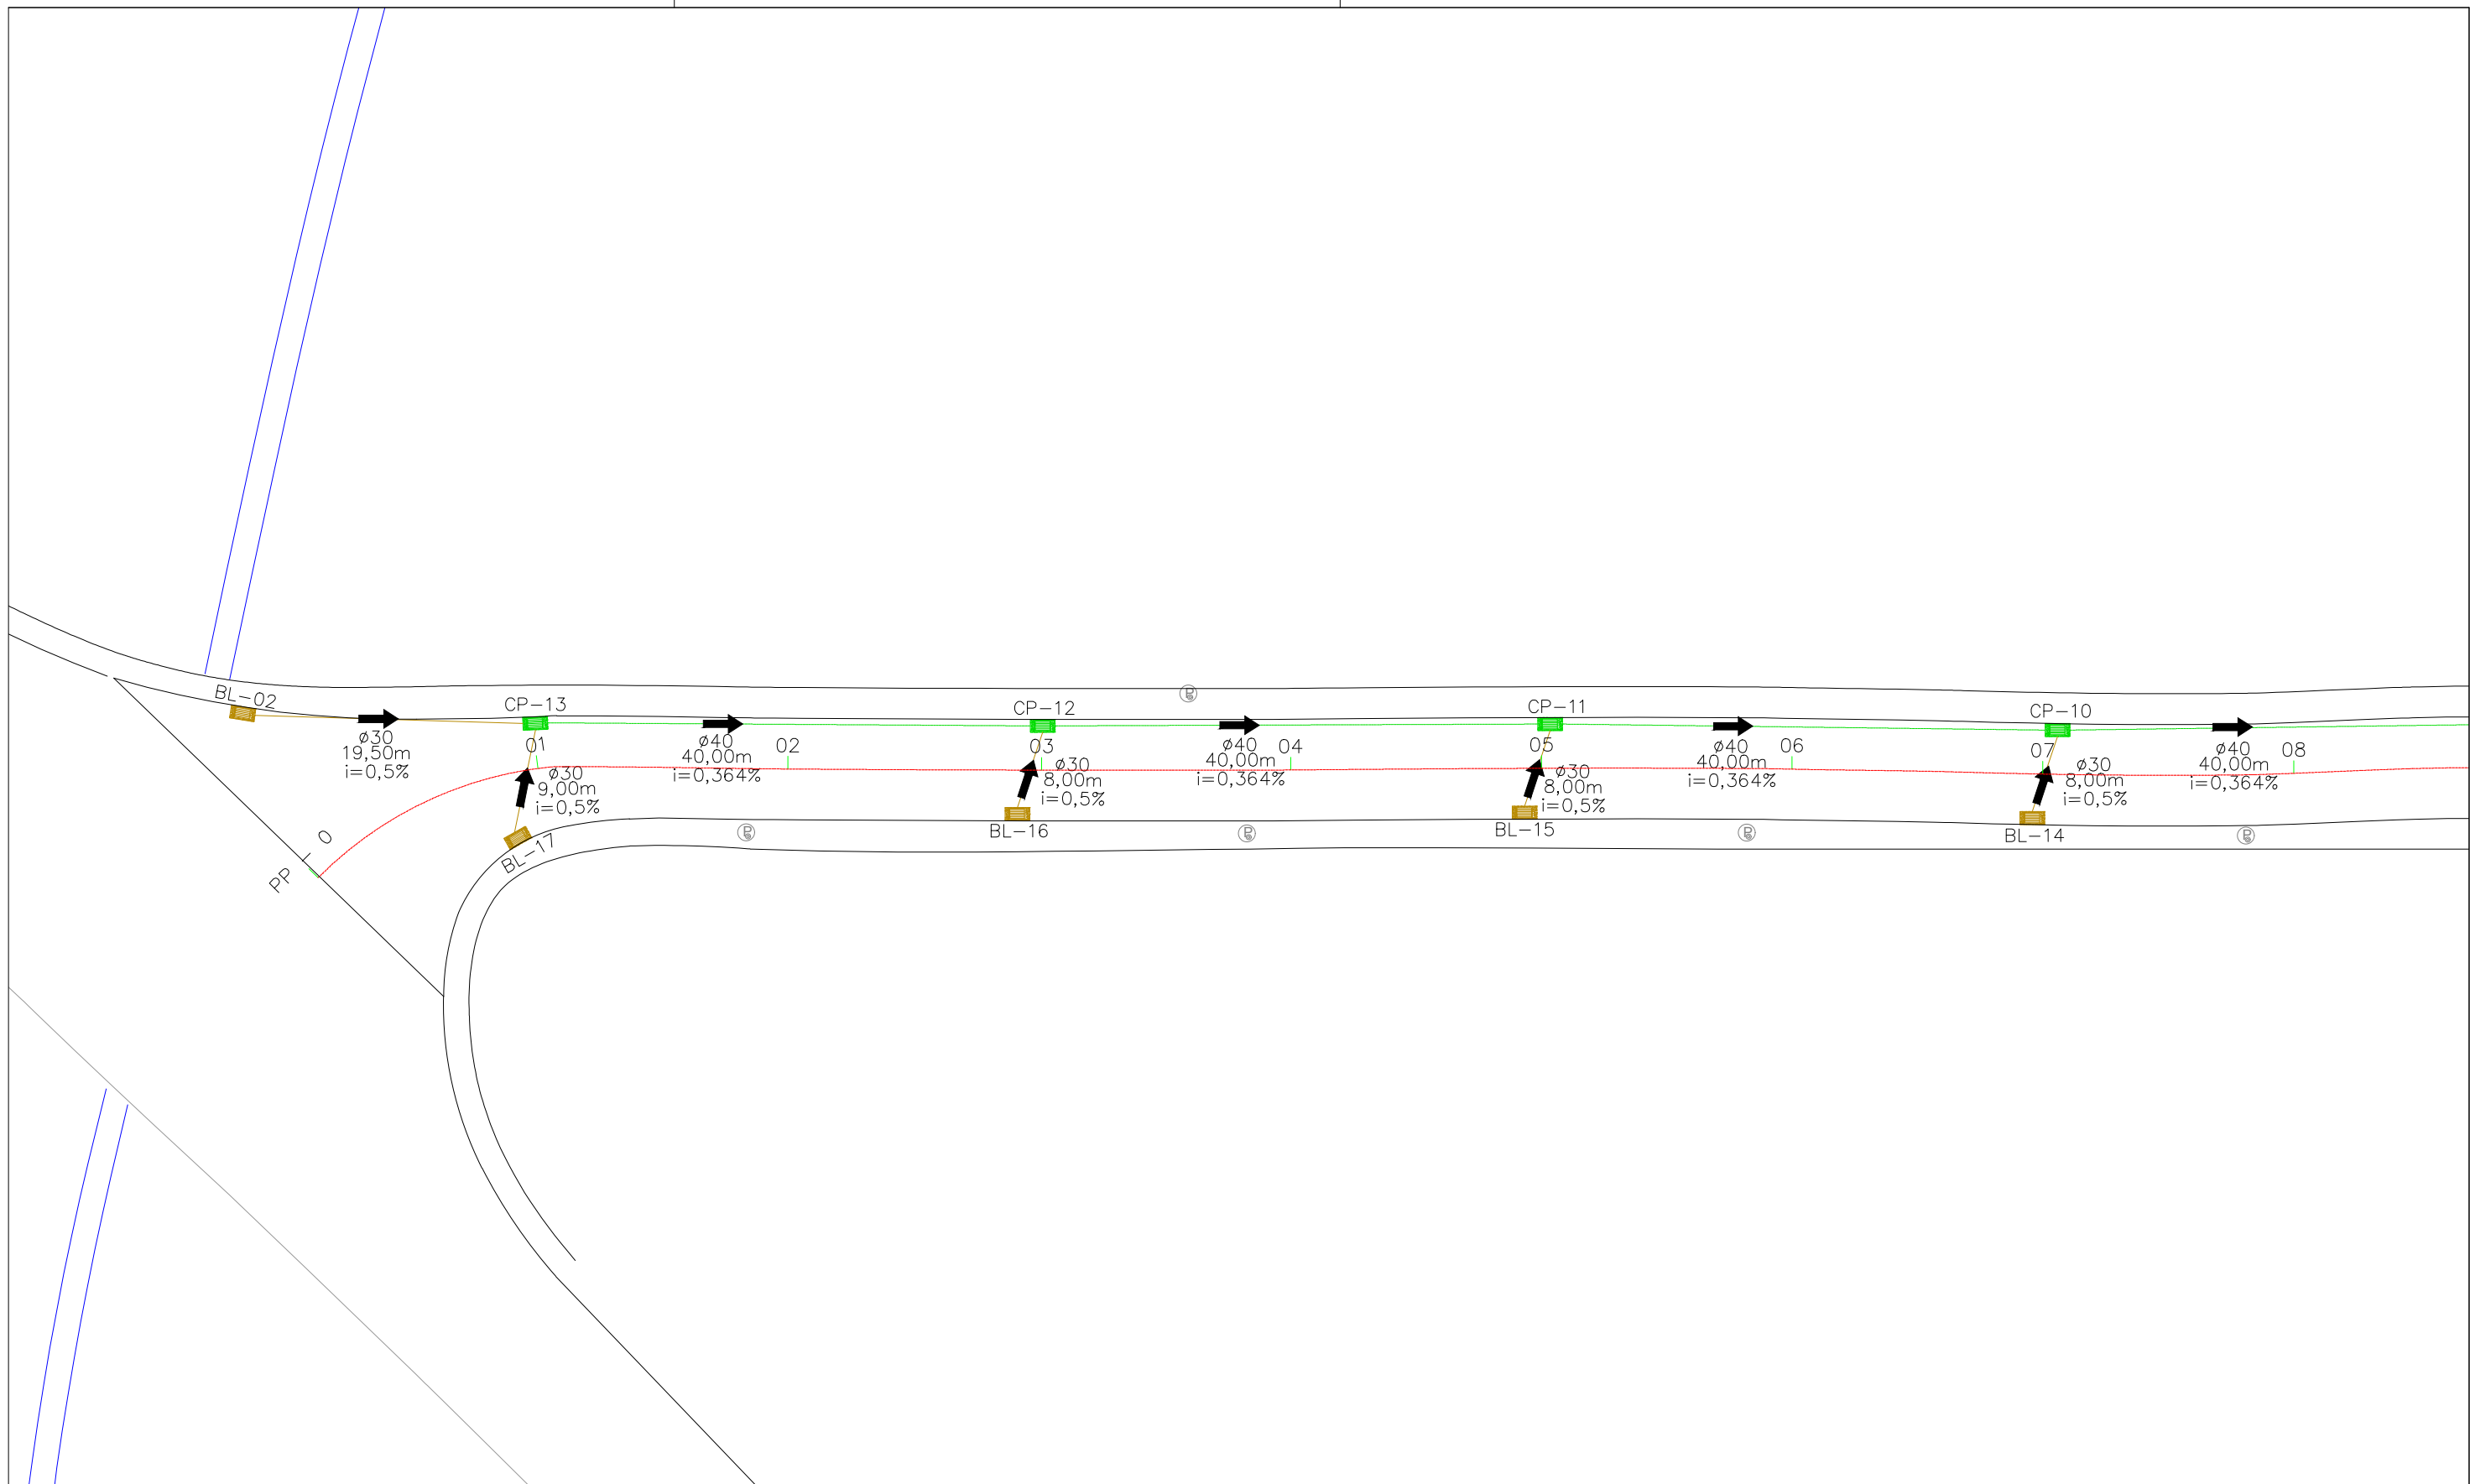 BL-02
CP-13
CP-12
CP-11
CP-10
ø30
19,50m
i=0,5%
01
ø40
40,00m
i=0,364%
02
03
ø40
40,00m
i=0,364%
04
05
ø40
40,00m
i=0,364%
06
07
ø40
40,00m
i=0,364%
08
ø30
9,00m
i=0,5%
ø30
8,00m
i=0,5%
ø30
8,00m
i=0,5%
ø30
8,00m
i=0,5%
PP - 0
BL-17
BL-16
BL-15
BL-14